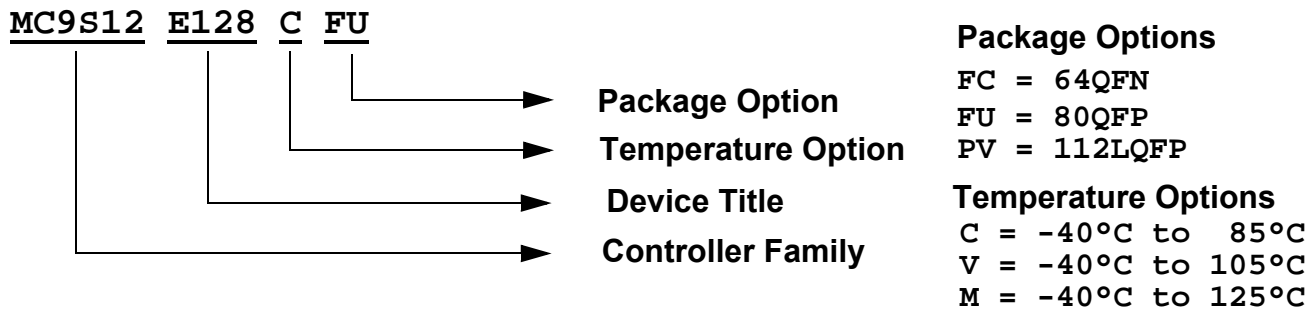 MC9S12 E128 C FU
Package Option
Temperature Option
Device Title
Controller Family
Package Options
FC = 64QFN
FU = 80QFP
PV = 112LQFP
Temperature Options
C = -40°C to 85°C
V = -40°C to 105°C
M = -40°C to 125°C